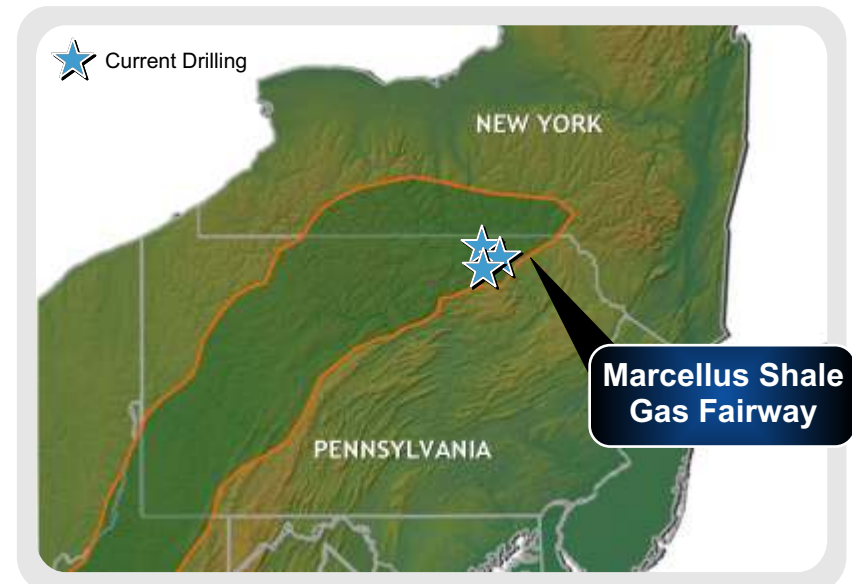 Current Drilling
NEW YORK
Marcellus Shale
Gas Fairway
PENNSYLVANIA